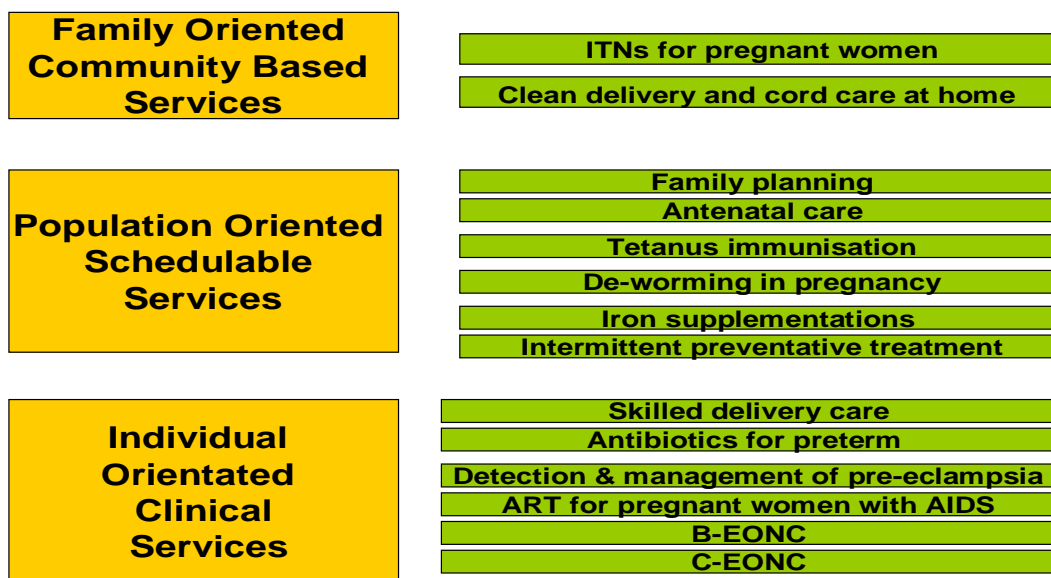 Family Oriented
Community Based
Services
ITNs for pregnant women
Clean delivery and cord care at home
Population Oriented
Schedulable
Services
Family planning
Antenatal care
Tetanus immunisation
De-worming in pregnancy
Iron supplementations
Intermittent preventative treatment
Individual
Orientated
Clinical
Services
Skilled delivery care
Antibiotics for preterm
Detection & management of pre-eclampsia
ART for pregnant women with AIDS
B-EONC
C-EONC